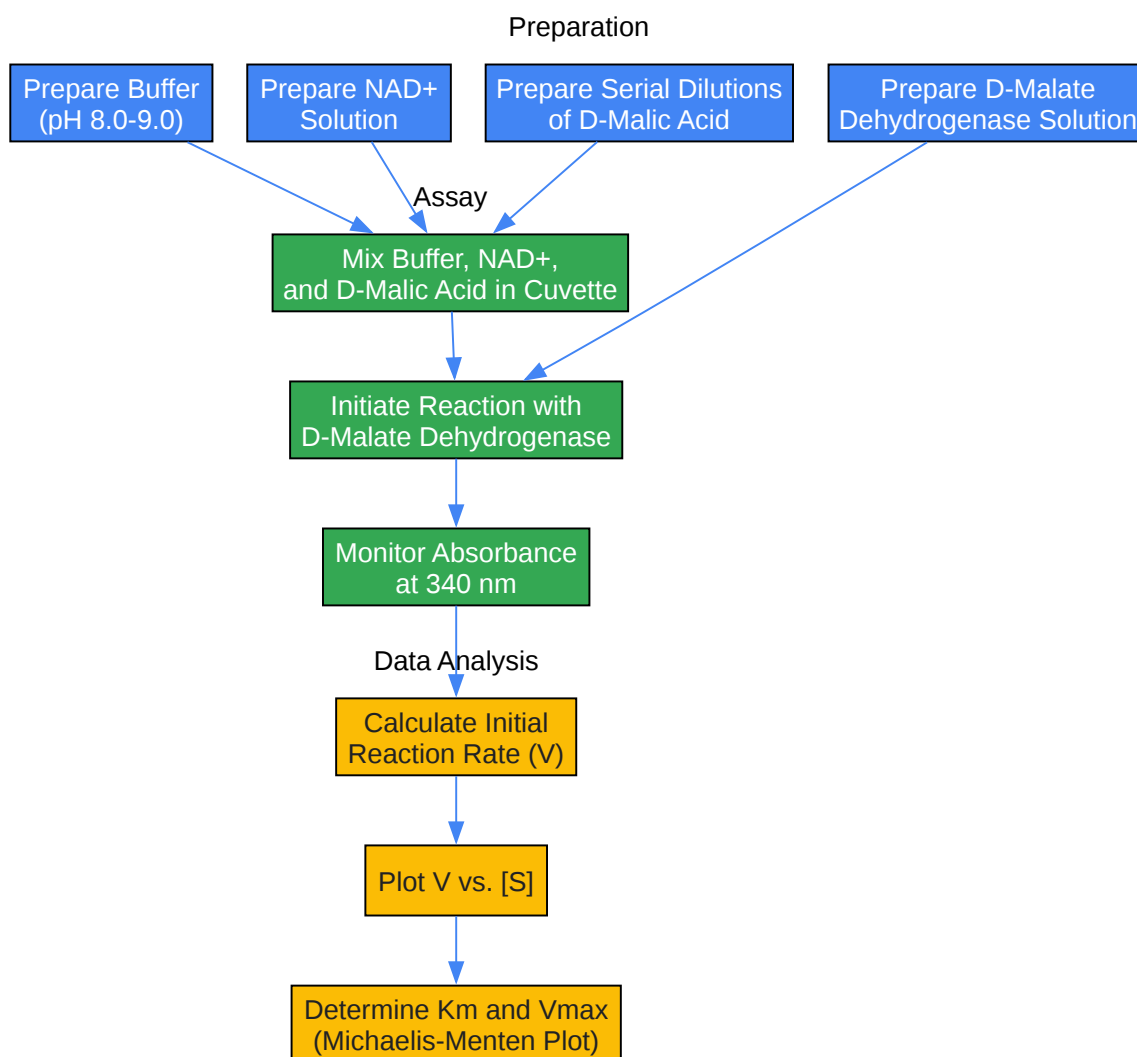 Preparation
Prepare Buffer
(pH 8.0-9.0)
Prepare NAD+
Solution
Prepare Serial Dilutions
of D-Malic Acid
Prepare D-Malate
Dehydrogenase Solution
Assay
Mix Buffer, NAD+,
and D-Malic Acid in Cuvette
Initiate Reaction with
D-Malate Dehydrogenase
Monitor Absorbance
at 340 nm
Data Analysis
Calculate Initial
Reaction Rate (V)
Plot V vs. [S]
Determine Km and Vmax
(Michaelis-Menten Plot)